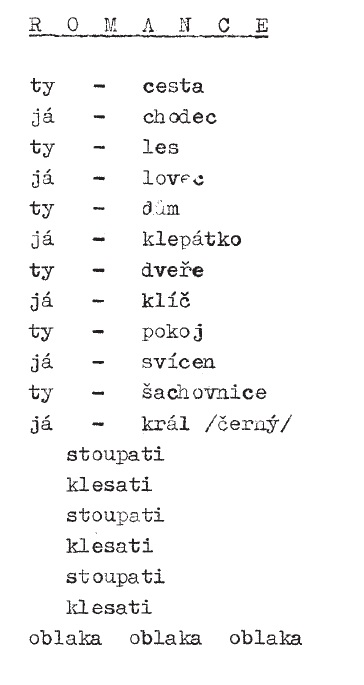 R O M A N C E
ty - cesta
já - chodec
ty - les
já - lovec
ty - dům
já - klepátko
ty - dveře
já - klíč
ty - pokoj
já - svícen
ty - šachovnice
já - král /černý/
stoupati
klesati
stoupati
klesati
stoupati
klesati
oblaka oblaka oblaka